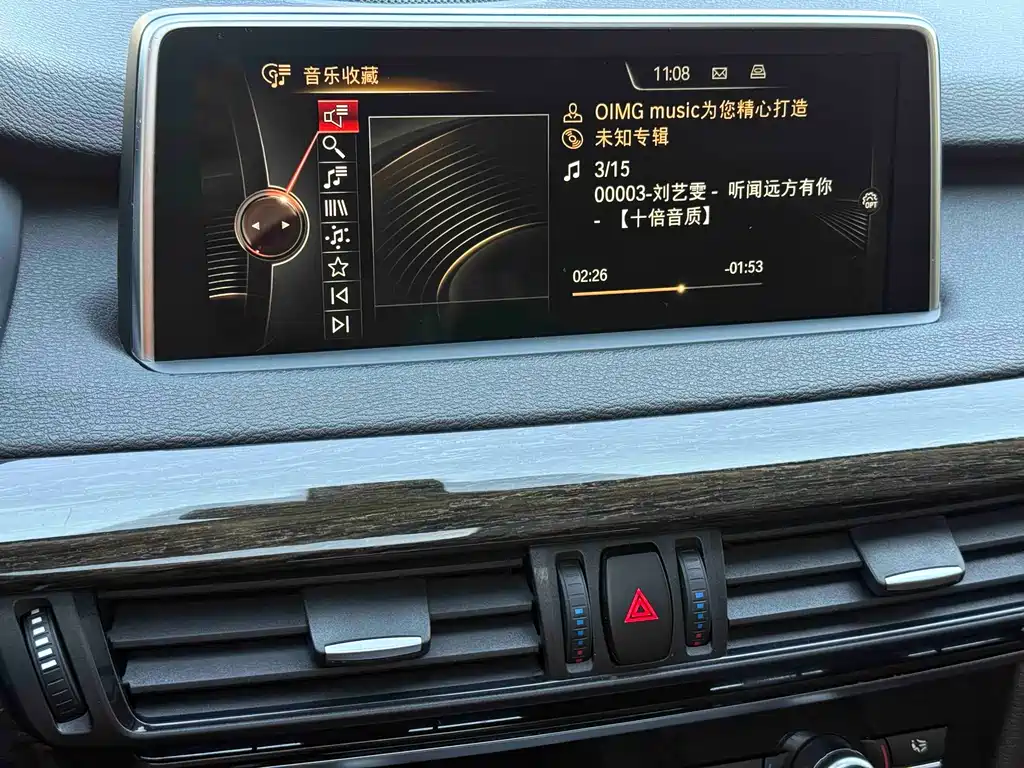 音乐收藏
11:08
OIMG music为您精心打造
未知专辑
3/15
00003-刘艺雯 - 听闻远方有你
- 【十倍音质】
OPT
02:26
-01:53